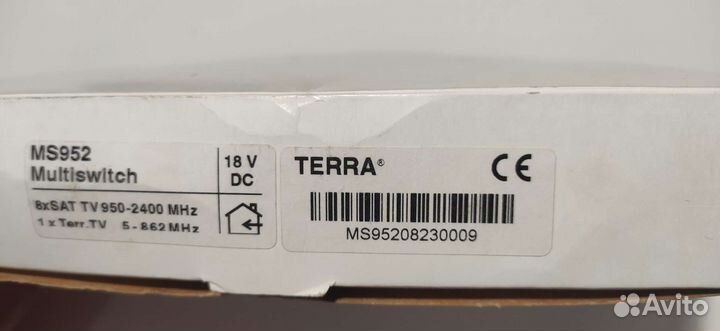 MS952
Multiswitch
18 V
DC
8xSAT TV 950-2400 MHz
1 x Terr.TV 5-862 MHz
TERRA®
CE
MS95208230009
Avito